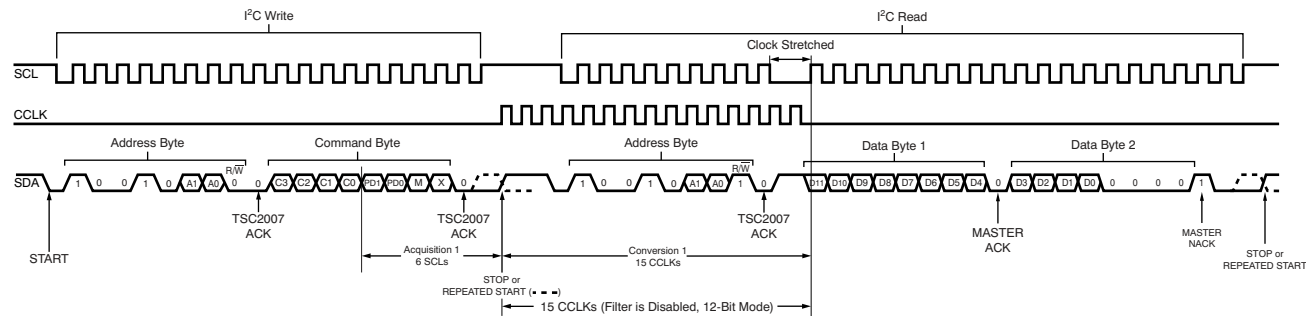 I²C Write
I²C Read
Clock Stretched
SCL
CCLK
Address Byte
Command Byte
Address Byte
Data Byte 1
Data Byte 2
R/W̅
R/W̅
SDA
1 0 0 1 0 A1 A0 0 0 C3 C2 C1 C0 PD1 PD0 M X 0 1 0 0 1 0 A1 A0 1 0 D11 D10 D9 D8 D7 D6 D5 D4 0 D3 D2 D1 D0 0 0 0 0 1
START
TSC2007
ACK
TSC2007
ACK
TSC2007
ACK
MASTER
ACK
MASTER
NACK
STOP or
REPEATED START
Acquisition 1
6 SCLs
Conversion 1
15 CCLKs
STOP or
REPEATED START ( - - - )
15 CCLKs (Filter is Disabled, 12-Bit Mode)